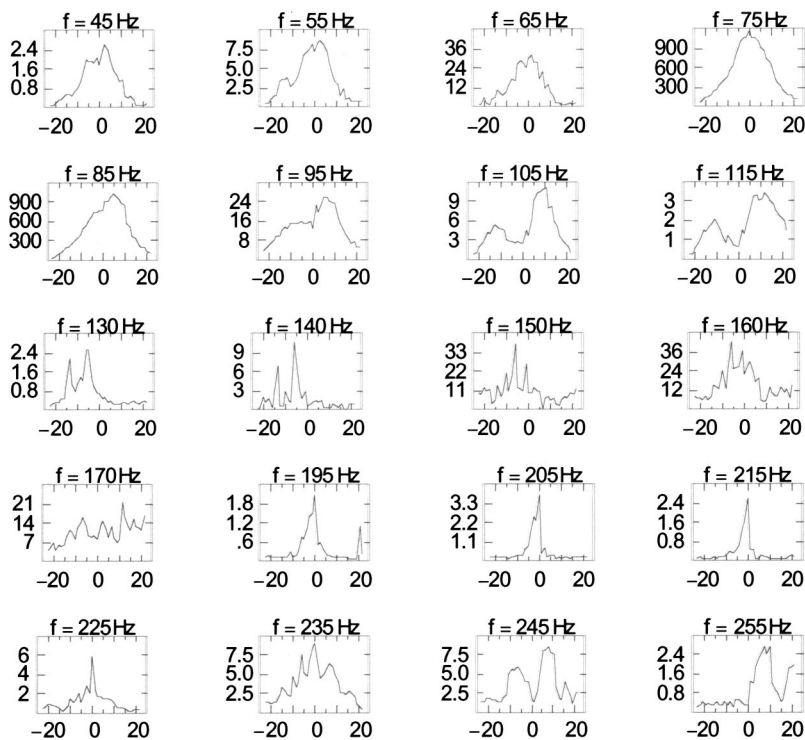 f = 45 Hz
2.4
1.6
0.8
−20 0 20
f = 55 Hz
7.5
5.0
2.5
−20 0 20
f = 65 Hz
36
24
12
−20 0 20
f = 75 Hz
900
600
300
−20 0 20
f = 85 Hz
900
600
300
−20 0 20
f = 95 Hz
24
16
8
−20 0 20
f = 105 Hz
9
6
3
−20 0 20
f = 115 Hz
3
2
1
−20 0 20
f = 130 Hz
2.4
1.6
0.8
−20 0 20
f = 140 Hz
9
6
3
−20 0 20
f = 150 Hz
33
22
11
−20 0 20
f = 160 Hz
36
24
12
−20 0 20
f = 170 Hz
21
14
7
−20 0 20
f = 195 Hz
1.8
1.2
.6
−20 0 20
f = 205 Hz
3.3
2.2
1.1
−20 0 20
f = 215 Hz
2.4
1.6
0.8
−20 0 20
f = 225 Hz
6
4
2
−20 0 20
f = 235 Hz
7.5
5.0
2.5
−20 0 20
f = 245 Hz
7.5
5.0
2.5
−20 0 20
f = 255 Hz
2.4
1.6
0.8
−20 0 20